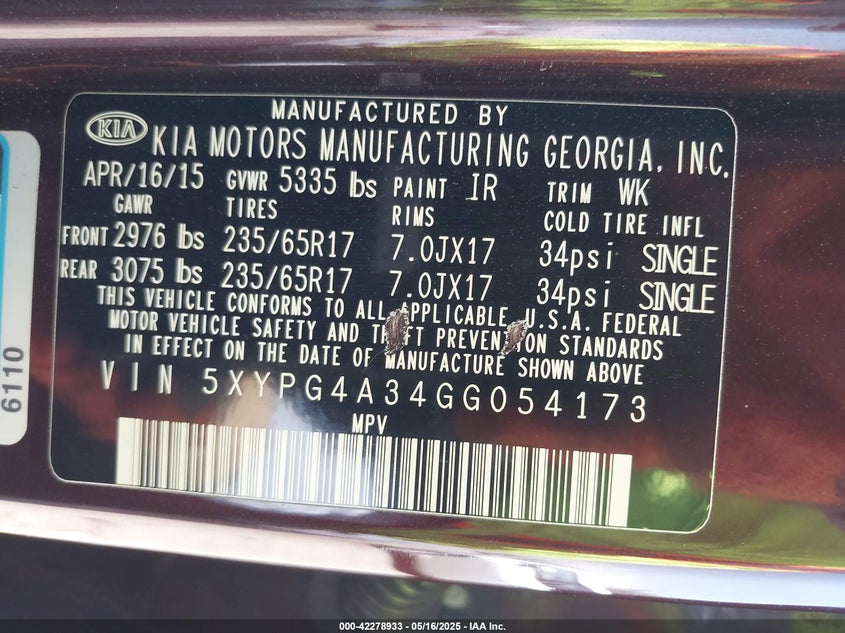 MANUFACTURED BY
KIA KIA MOTORS MANUFACTURING GEORGIA, INC.
APR/16/15 GVWR 5335 lbs PAINT IR TRIM WK
GAWR TIRES RIMS COLD TIRE INFL
FRONT 2976 lbs 235/65R17 7.0JX17 34psi SINGLE
REAR 3075 lbs 235/65R17 7.0JX17 34psi SINGLE
THIS VEHICLE CONFORMS TO ALL APPLICABLE U.S.A. FEDERAL
MOTOR VEHICLE SAFETY AND THEFT PREVENTION STANDARDS
IN EFFECT ON THE DATE OF MANUFACTURE SHOWN ABOVE
VIN 5XYPG4A34GG054173
MPV
6110
000-42278933 - 05/16/2025 - IAA Inc.